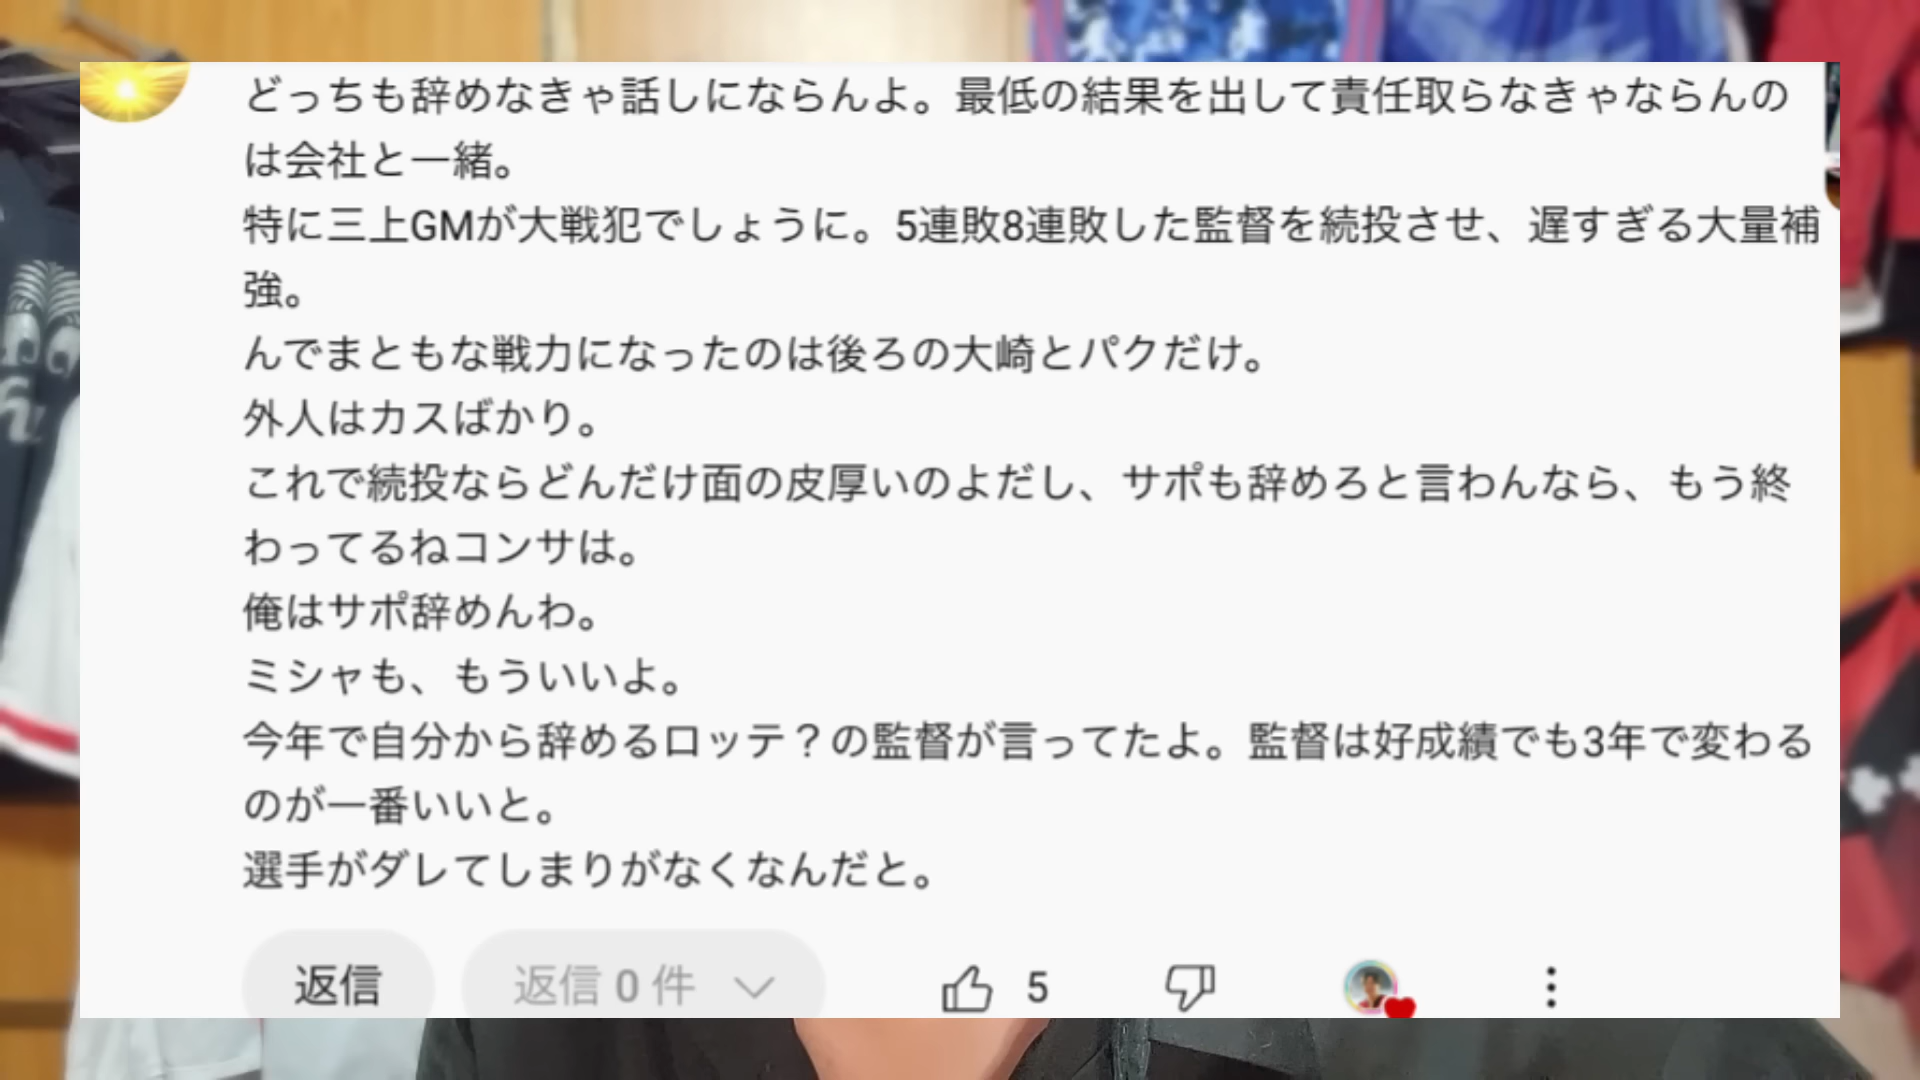 どっちも辞めなきゃ話しにならんよ。最低の結果を出して責任取らなきゃならんの
は会社と一緒。
特に三上GMが大戦犯でしょうに。5連敗8連敗した監督を続投させ、遅すぎる大量補
強。
んでまともな戦力になったのは後ろの大崎とパクだけ。
外人はカスばかり。
これで続投ならどんだけ面の皮厚いのよだし、サポも辞めろと言わんなら、もう終
わってるねコンサは。
俺はサポ辞めんわ。
ミシャも、もういいよ。
今年で自分から辞めるロッテ？の監督が言ってたよ。監督は好成績でも3年で変わる
のが一番いいと。
選手がダレてしまりがなくなんだと。
返信 返信 0 件 5